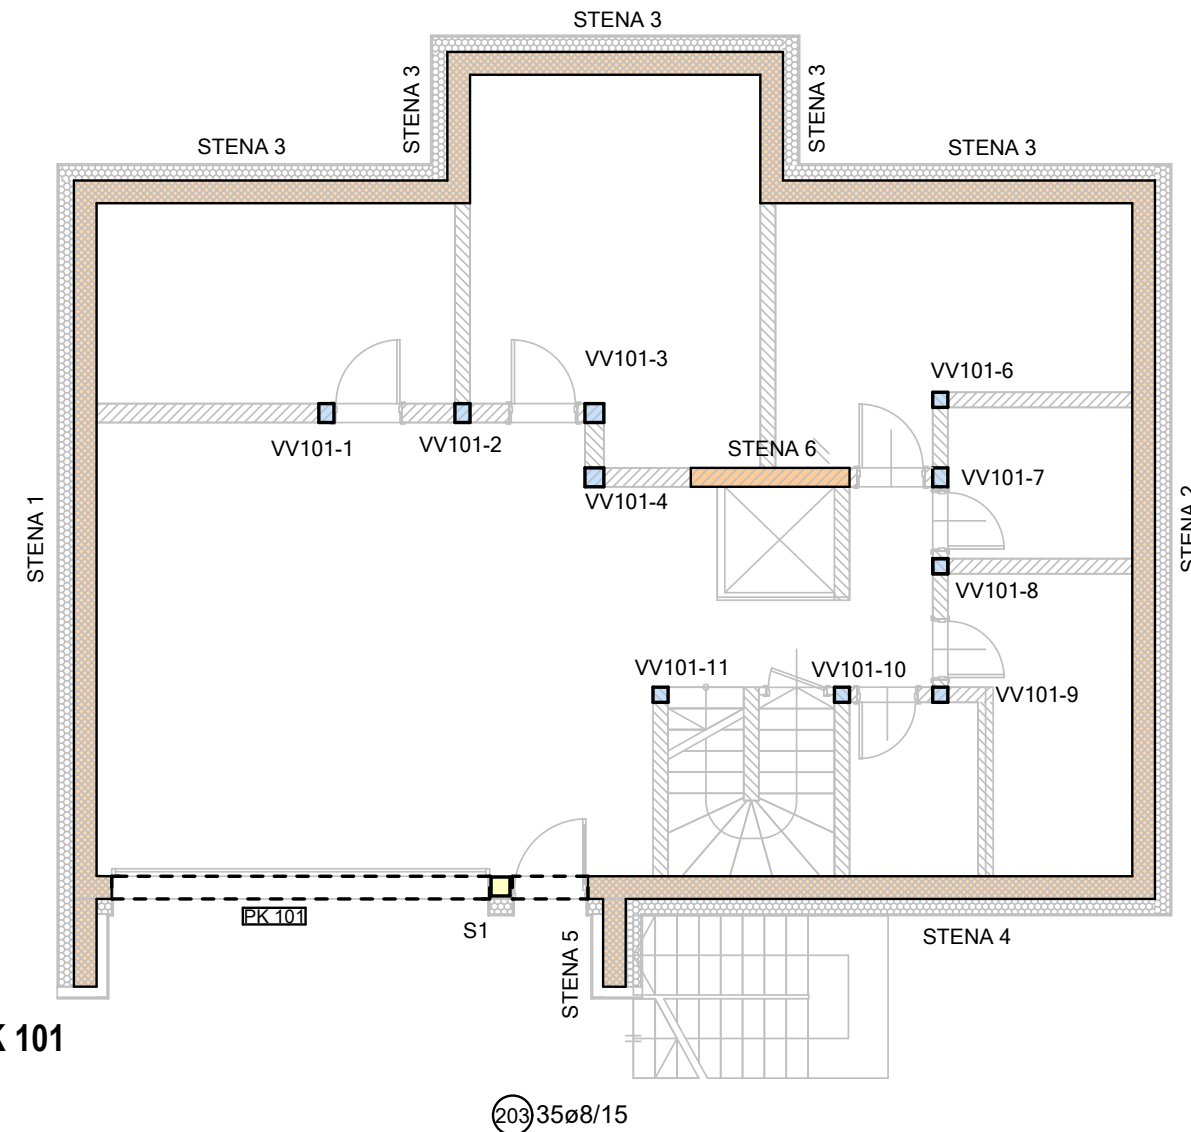 STENA 3
STENA 3
STENA 3
STENA 3
STENA 3
VV101-3
VV101-6
VV101-1
VV101-2
STENA 6
VV101-7
VV101-4
STENA 1
STENA 2
VV101-8
VV101-11
VV101-10
VV101-9
PK 101
S1
STENA 5
STENA 4
K 101
203 35ø8/15